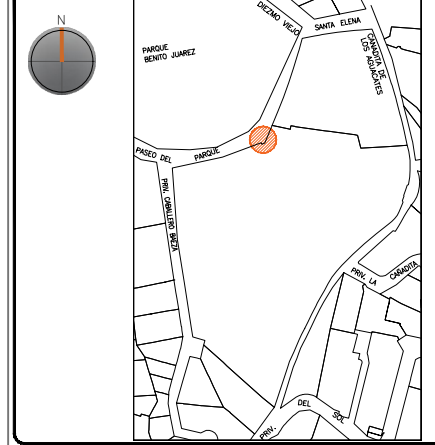 N
DIEZMO VIEJO
SANTA ELENA
CAÑADITA DE
LOS AGUACATES
PARQUE
BENITO JUAREZ
PASEO DEL PARQUE
PRIV. CABALLERO BAEZA
PRIV. LA CAÑADITA
PRIV. DEL SOL